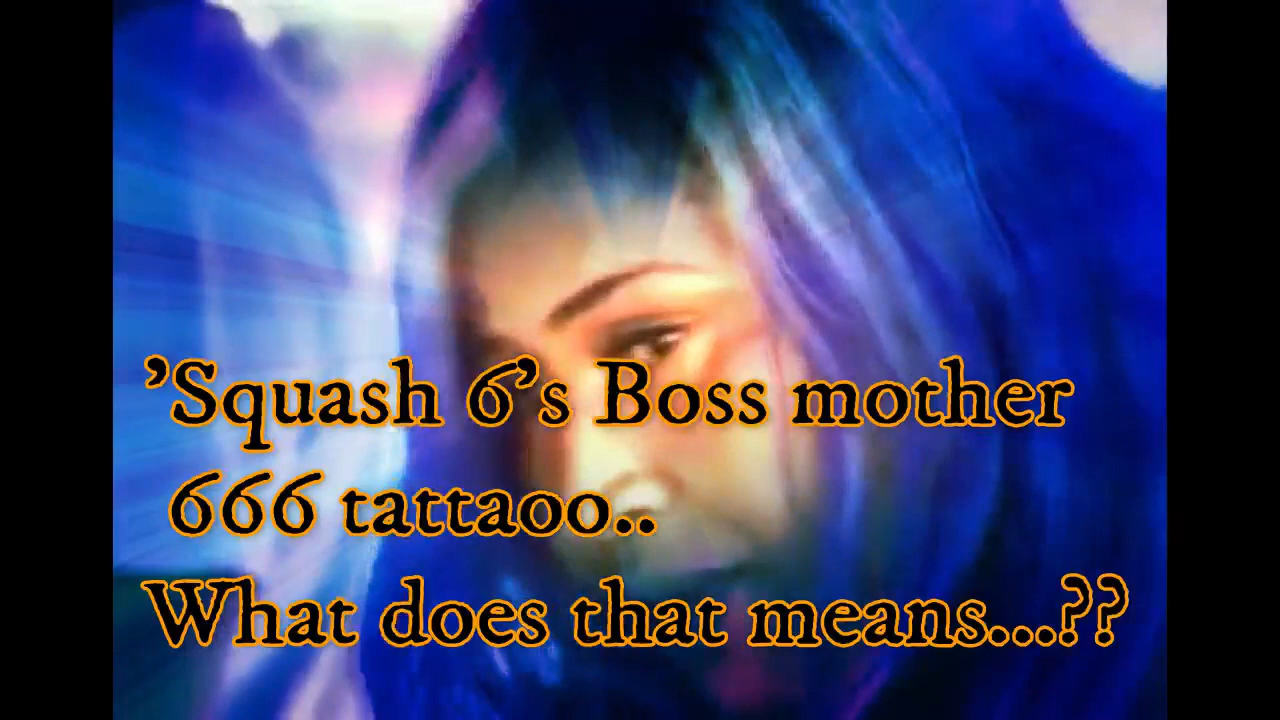 ’Squash 6’s Boss mother
666 tattaoo..
What does that means...??